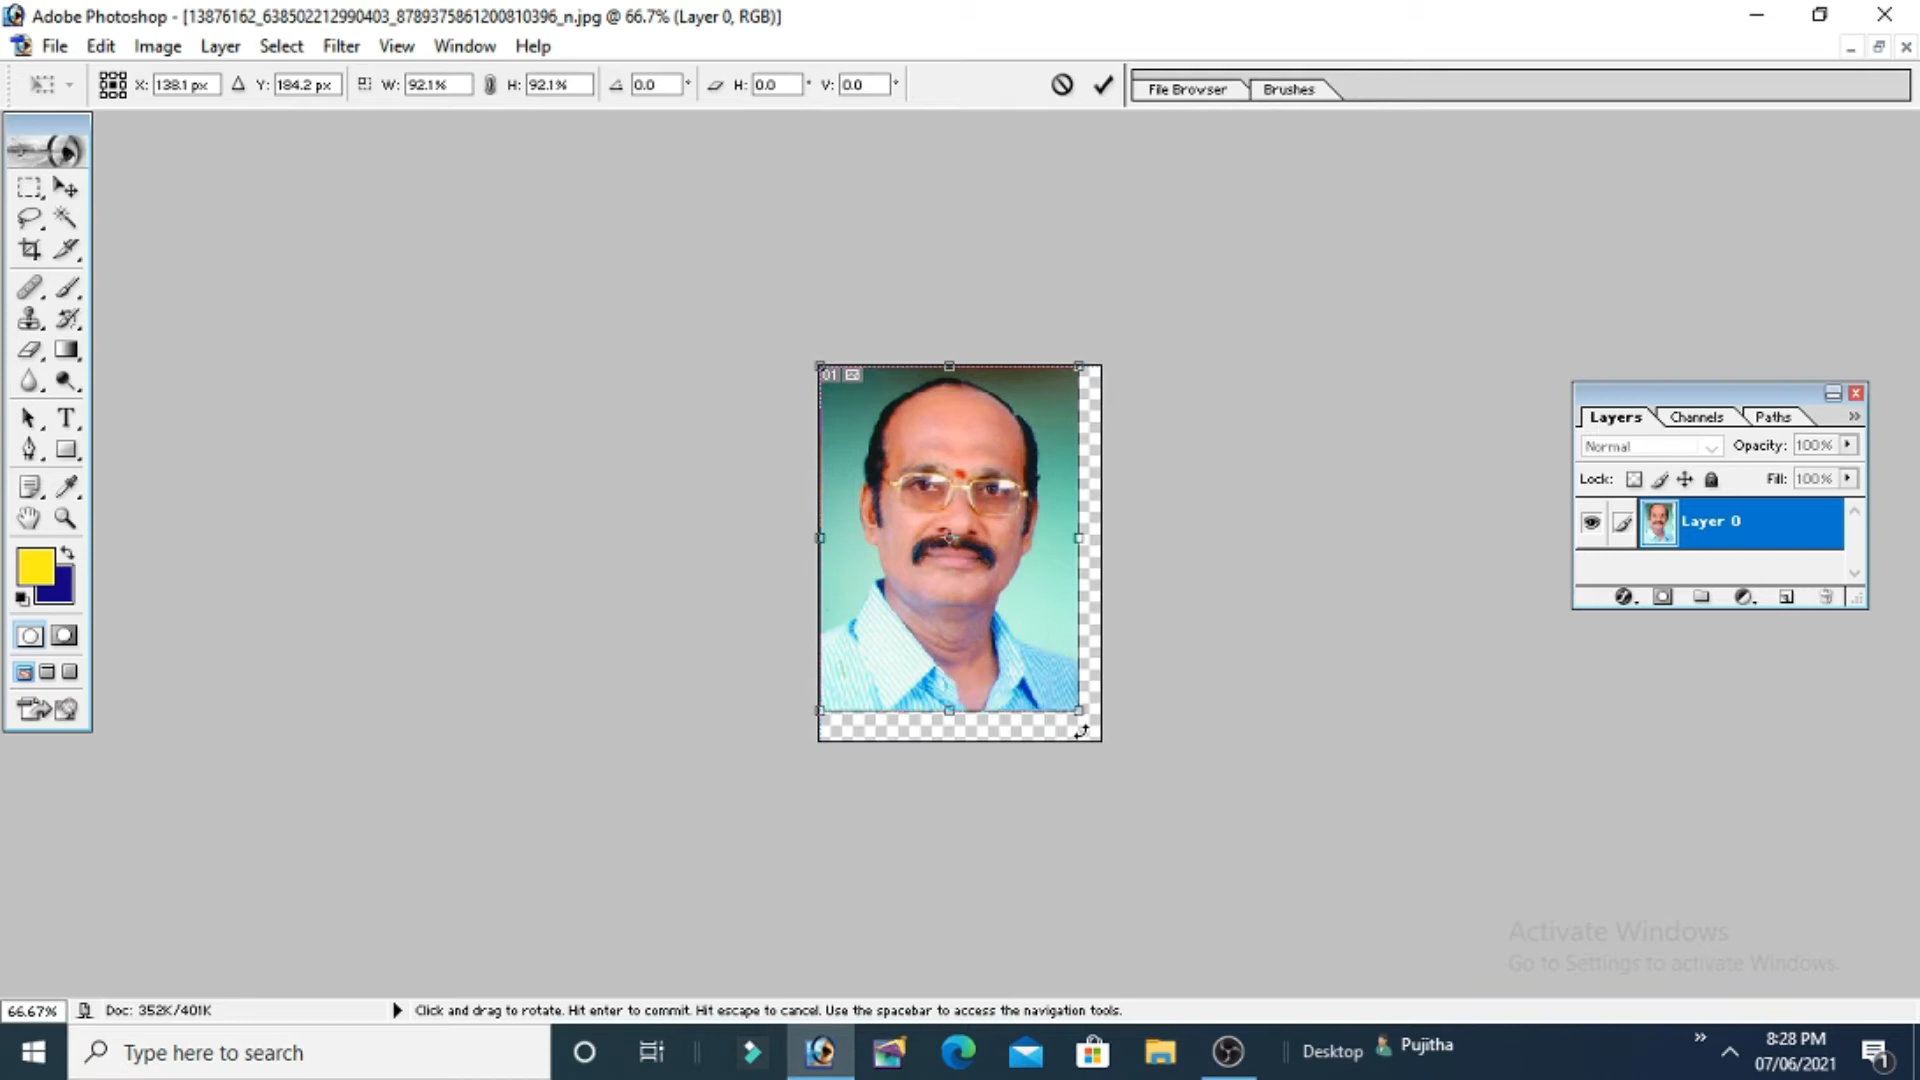 Adobe Photoshop - [13876162_638502212990403_8789375861200810396_n.jpg @ 66.7% (Layer 0, RGB)]
File Edit Image Layer Select Filter View Window Help
X: 138.1 px Y: 184.2 px W: 92.1% H: 92.1% 0.0 ° H: 0.0 ° V: 0.0 ° File Browser Brushes
01
Layers Channels Paths
Normal Opacity: 100%
Lock: Fill: 100%
Layer 0
T
Activate Windows
Go to Settings to activate Windows.
66.67% Doc: 352K/401K Click and drag to rotate. Hit enter to commit. Hit escape to cancel. Use the spacebar to access the navigation tools.
Type here to search Desktop Pujitha 8:28 PM
07/06/2021 1